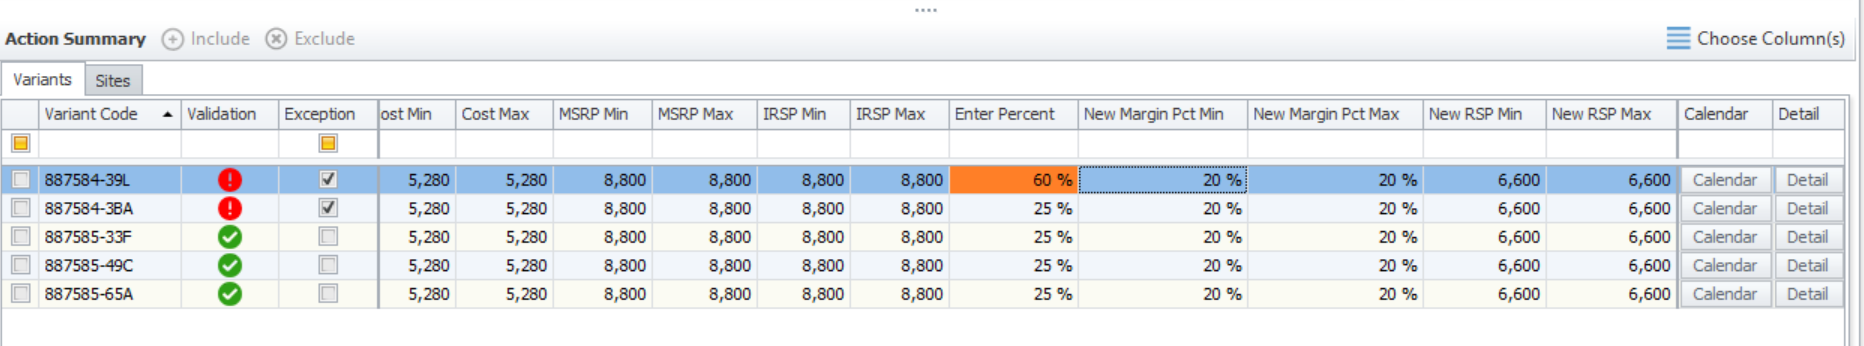 Action Summary Include Exclude Choose Column(s)
Variants Sites
Variant Code Validation Exception ost Min Cost Max MSRP Min MSRP Max IRSP Min IRSP Max Enter Percent New Margin Pct Min New Margin Pct Max New RSP Min New RSP Max Calendar Detail
887584-39L 5,280 5,280 8,800 8,800 8,800 8,800 60 % 20 % 20 % 6,600 6,600 Calendar Detail
887584-3BA 5,280 5,280 8,800 8,800 8,800 8,800 25 % 20 % 20 % 6,600 6,600 Calendar Detail
887585-33F 5,280 5,280 8,800 8,800 8,800 8,800 25 % 20 % 20 % 6,600 6,600 Calendar Detail
887585-49C 5,280 5,280 8,800 8,800 8,800 8,800 25 % 20 % 20 % 6,600 6,600 Calendar Detail
887585-65A 5,280 5,280 8,800 8,800 8,800 8,800 25 % 20 % 20 % 6,600 6,600 Calendar Detail